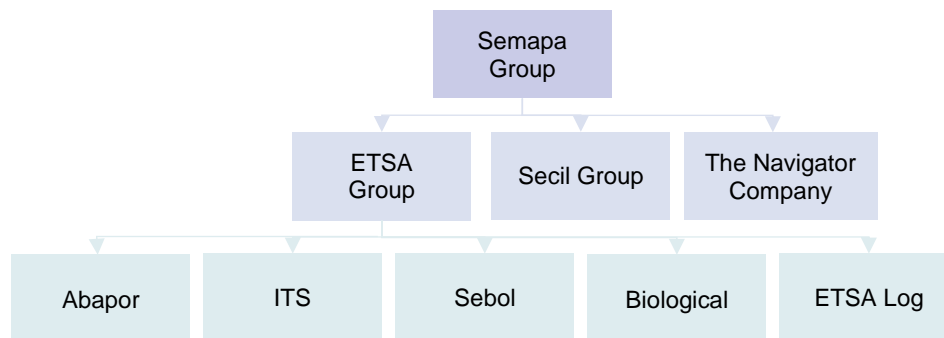 Semapa
Group
ETSA
Group
Secil Group
The Navigator
Company
Abapor
ITS
Sebol
Biological
ETSA Log